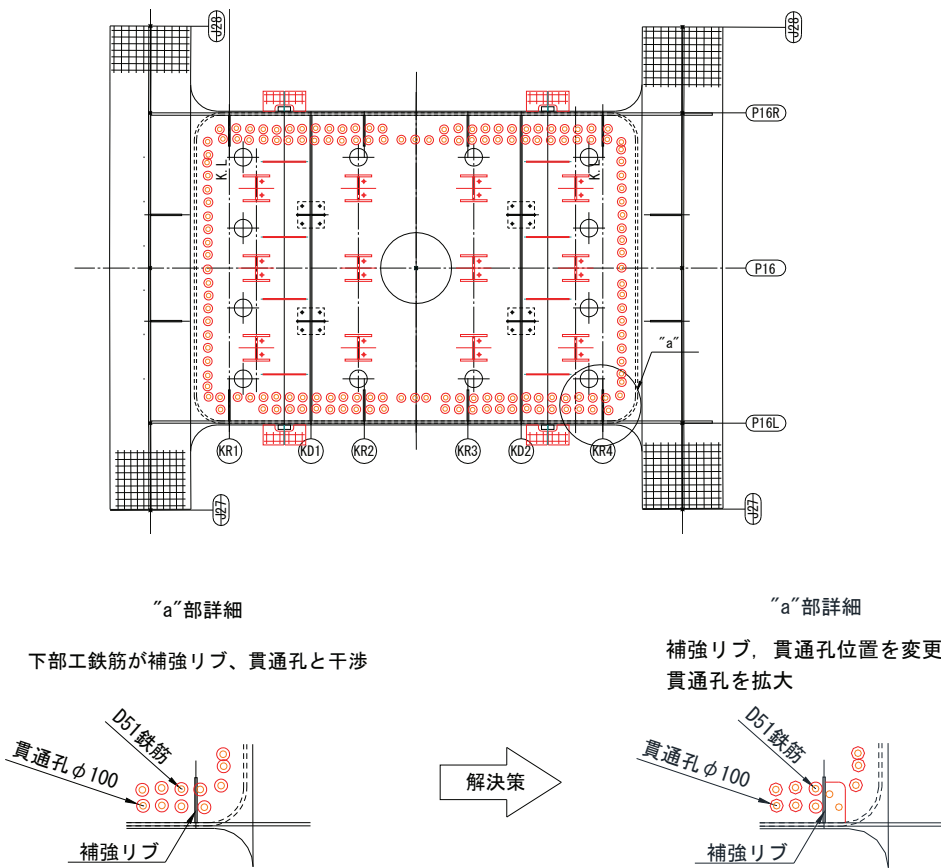 J28
J28
P16R
K.L
K.L
P16
"a"
P16L
KR1
KD1
KR2
KR3
KD2
KR4
J27
J27
"a"部詳細
下部工鉄筋が補強リブ、貫通孔と干渉
D51鉄筋
貫通孔φ100
補強リブ
解決策
"a"部詳細
補強リブ，貫通孔位置を変更
貫通孔を拡大
D51鉄筋
貫通孔φ100
補強リブ